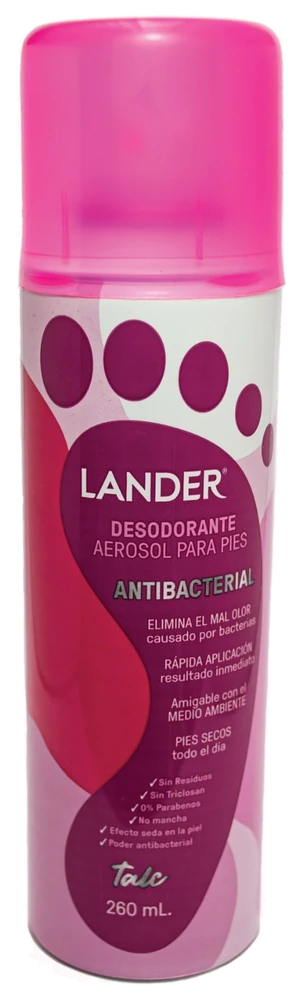 LANDER®
DESODORANTE
AEROSOL PARA PIES
ANTIBACTERIAL
ELIMINA EL MAL OLOR
causado por bacterias
RÁPIDA APLICACIÓN
resultado inmediato
Amigable con el
MEDIO AMBIENTE
PIES SECOS
todo el día
✓ Sin Residuos
✓ Sin Triclosan
✓ 0% Parabenos
✓ No mancha
✓ Efecto seda en la piel
✓ Poder antibacterial
Talc
260 mL.